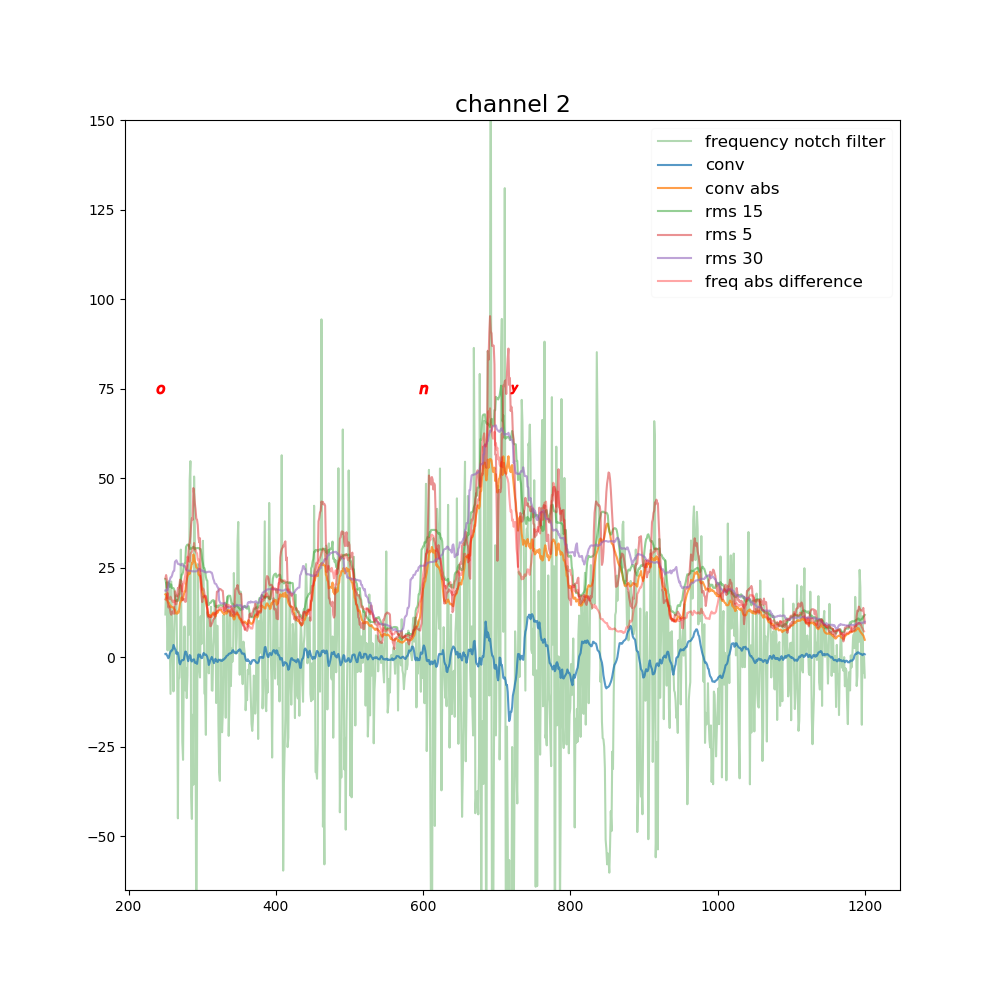 channel 2
150
125
100
75
50
25
0
−25
−50
frequency notch filter
conv
conv abs
rms 15
rms 5
rms 30
freq abs difference
o n y
200 400 600 800 1000 1200